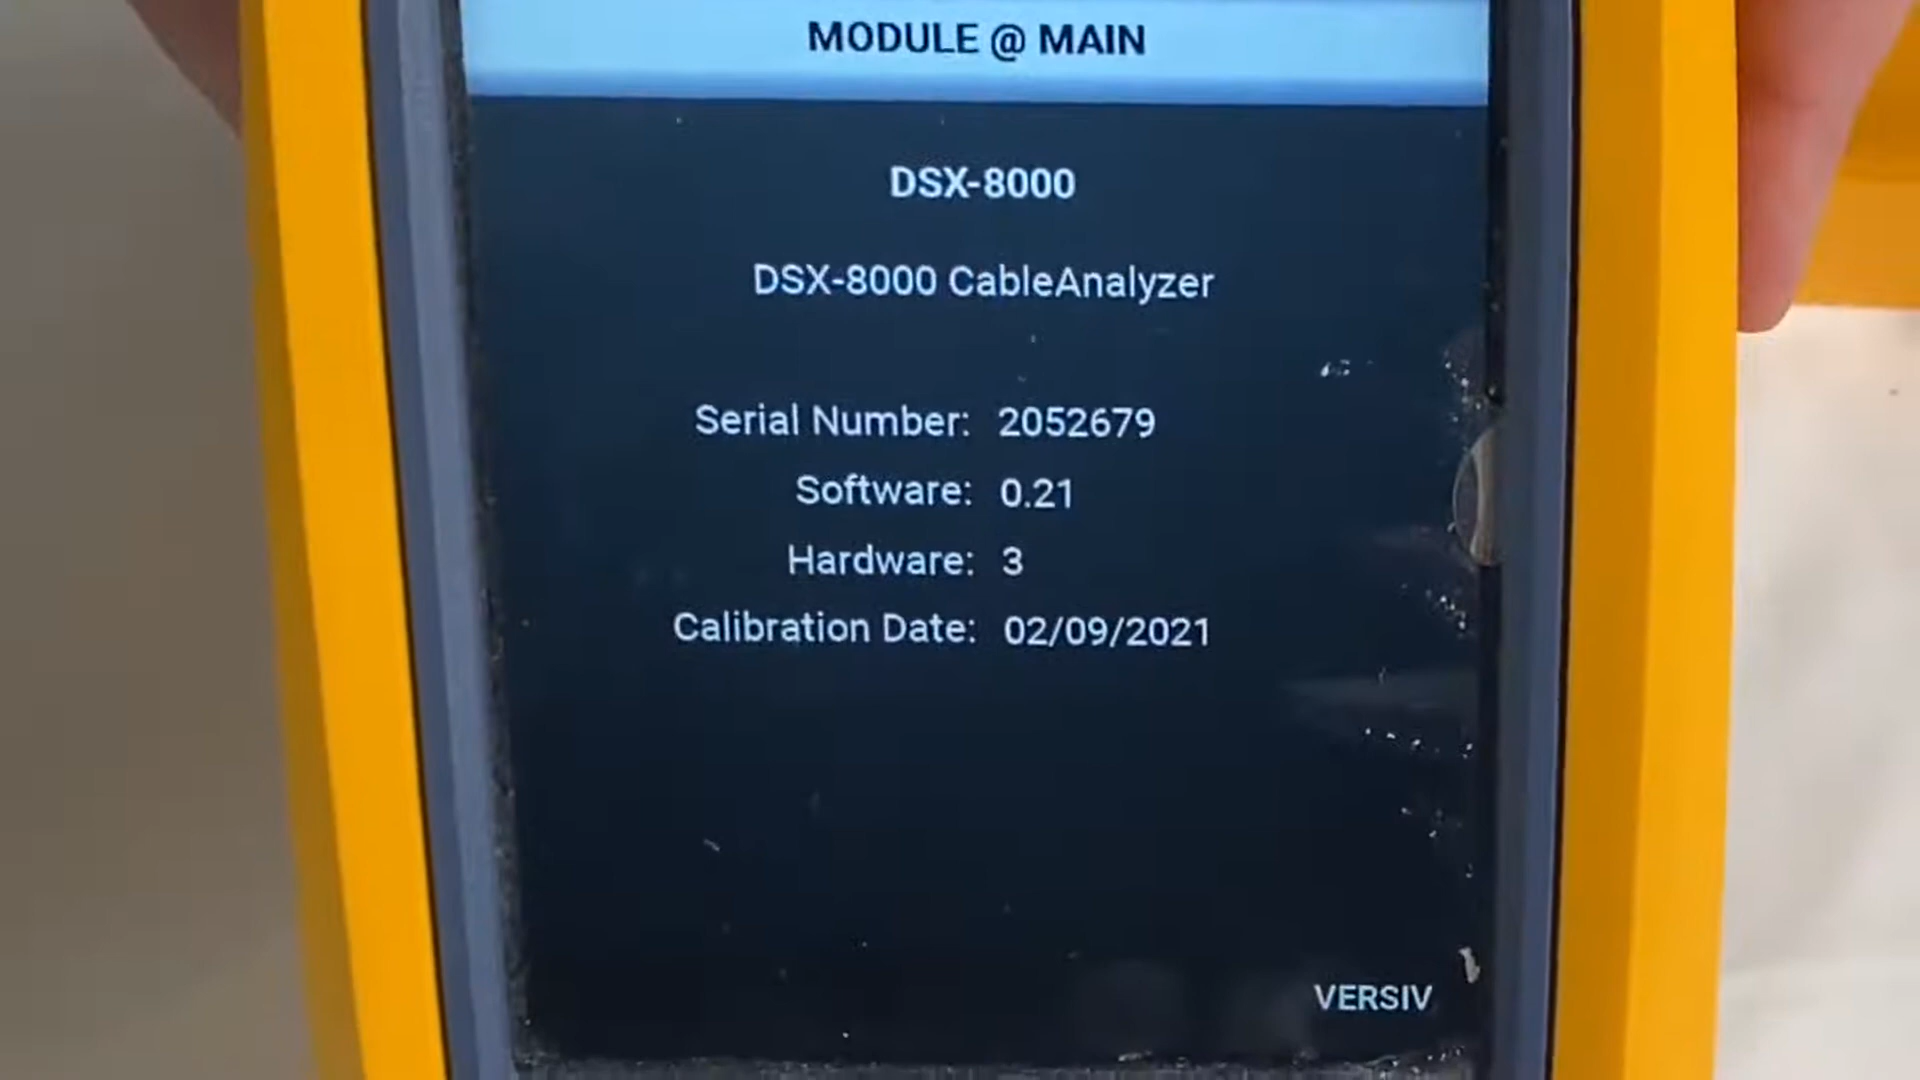 MODULE @ MAIN
DSX-8000
DSX-8000 CableAnalyzer
Serial Number: 2052679
Software: 0.21
Hardware: 3
Calibration Date: 02/09/2021
VERSIV